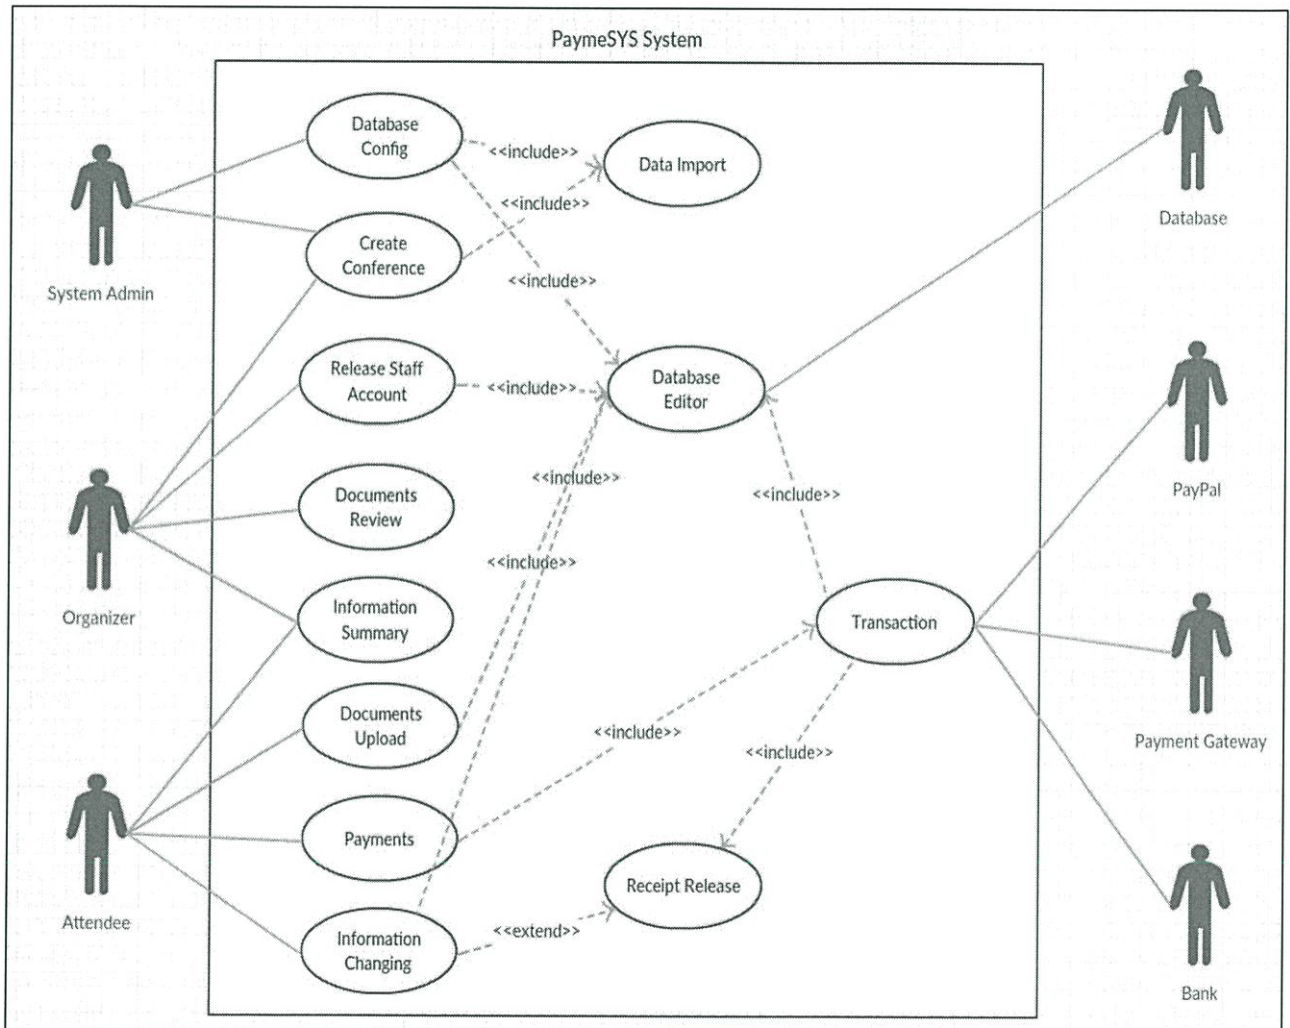 PaymeSYS System
Database
Config
<<include>>
Data Import
<<include>>
Create
Conference
<<include>>
System Admin
Database
Release Staff
Account
<<include>>
Database
Editor
<<include>>
<<include>>
PayPal
Documents
Review
<<include>>
Organizer
Information
Summary
Transaction
Documents
Upload
<<include>>
<<include>>
Payment Gateway
Payments
Receipt Release
Attendee
Information
Changing
<<extend>>
Bank